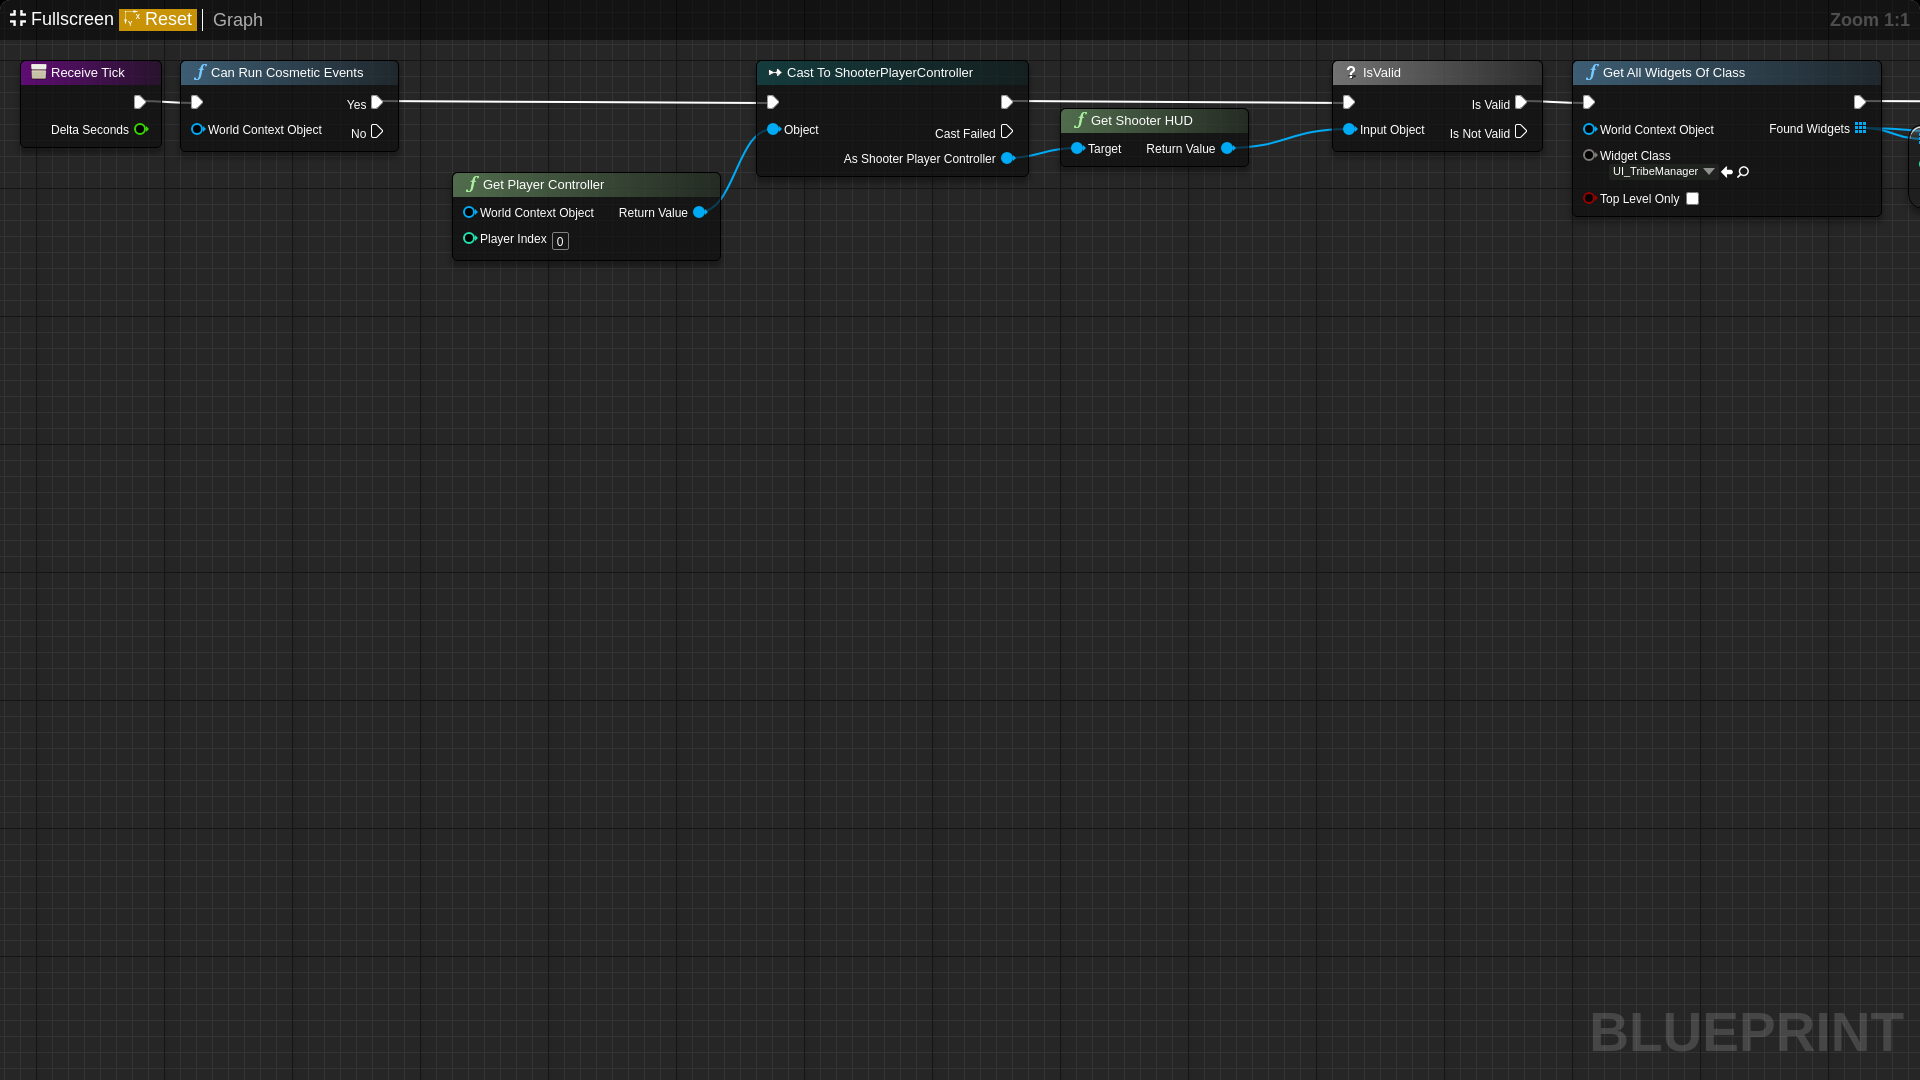 Fullscreen Reset Graph Zoom 1:1
Receive Tick
Delta Seconds
Can Run Cosmetic Events
Yes
World Context Object
No
Get Player Controller
World Context Object Return Value
Player Index 0
Cast To ShooterPlayerController
Object
Cast Failed
As Shooter Player Controller
Get Shooter HUD
Target Return Value
? IsValid
Is Valid
Input Object Is Not Valid
Get All Widgets Of Class
World Context Object Found Widgets
Widget Class
UI_TribeManager
Top Level Only
BLUEPRINT